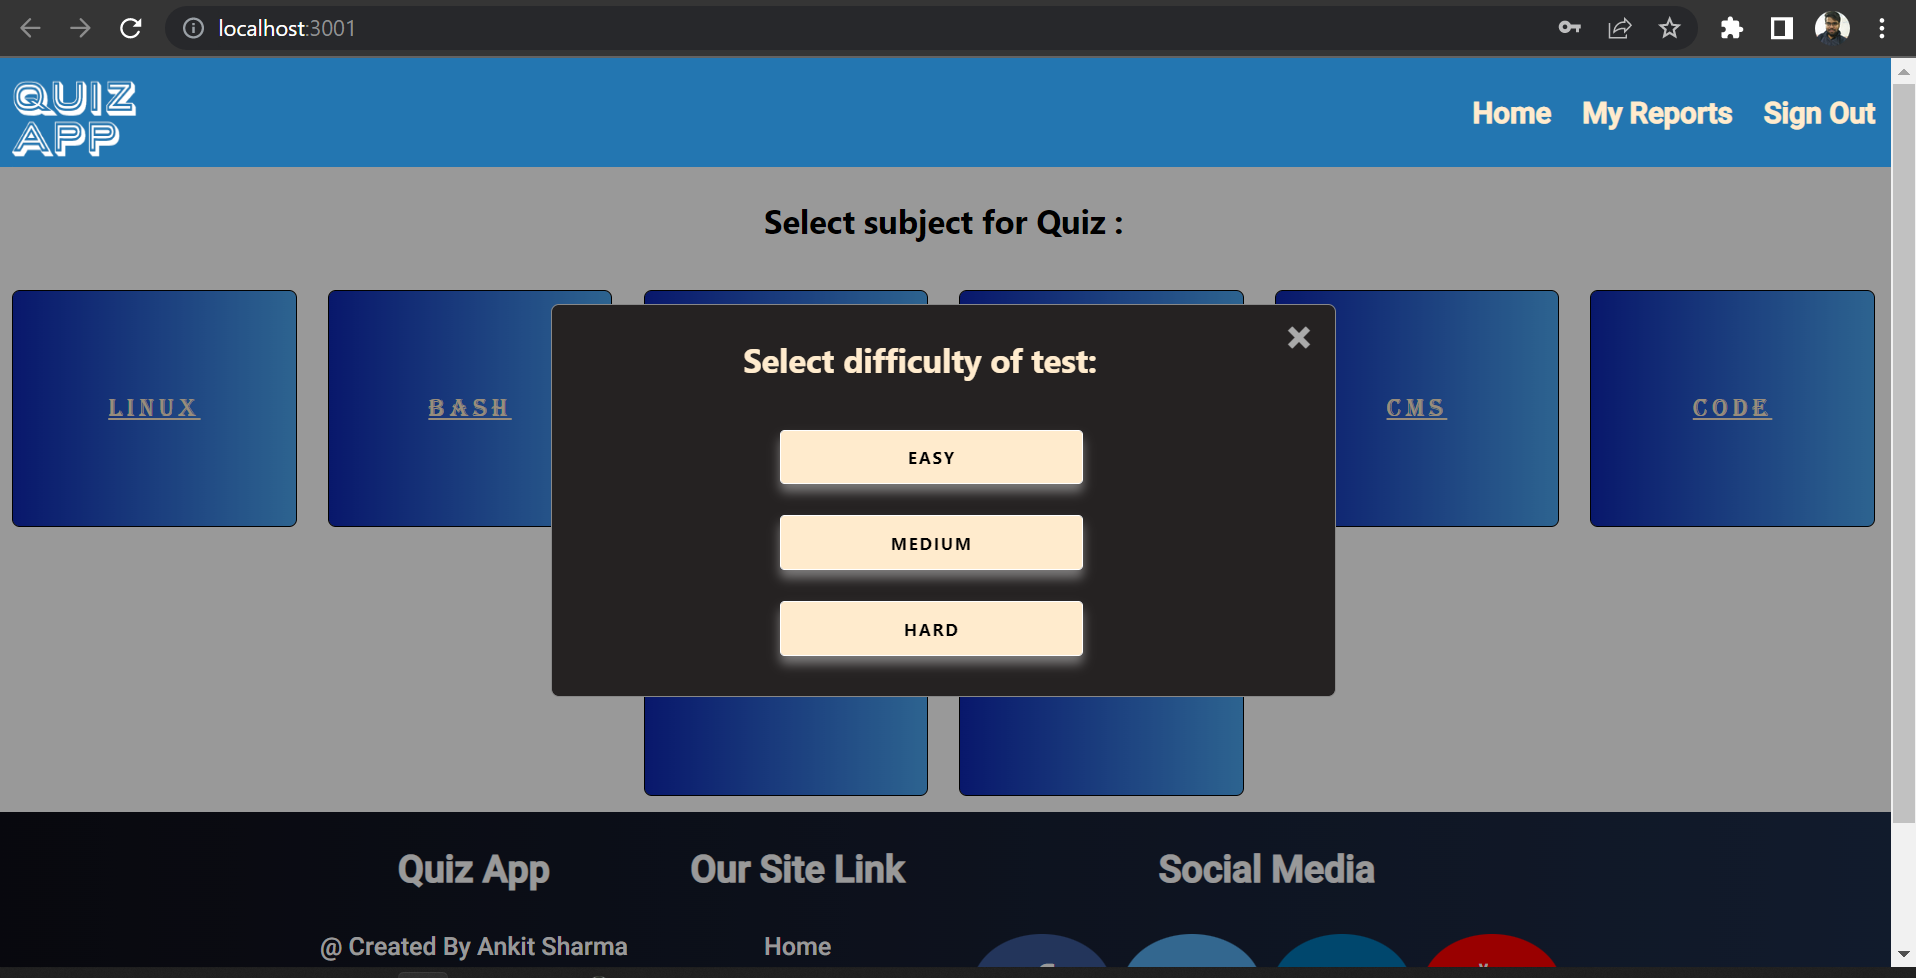 localhost:3001
QUIZ
APP
Home My Reports Sign Out
Select subject for Quiz :
LINUX BASH CMS CODE
Select difficulty of test:
EASY
MEDIUM
HARD
Quiz App Our Site Link Social Media
@ Created By Ankit Sharma Home